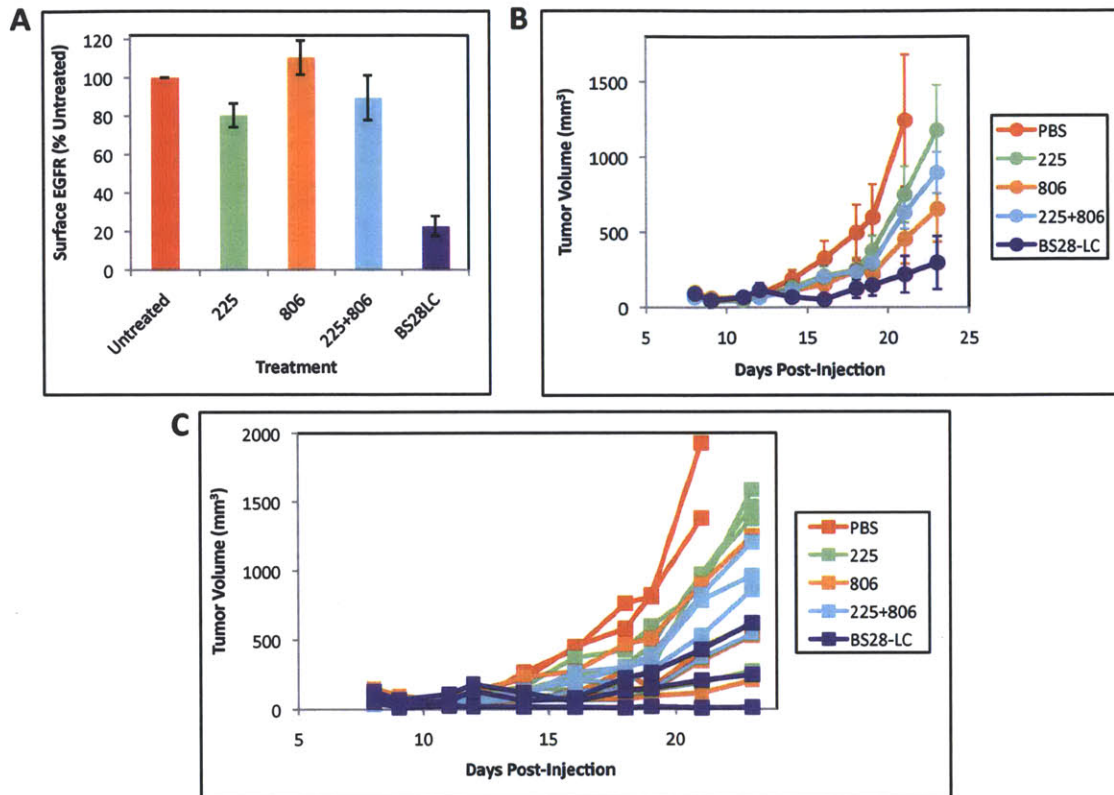 A
Surface EGFR (% Untreated)
120
100
80
60
40
20
0
Untreated
225
806
225+806
BS28LC
Treatment
B
Tumor Volume (mm³)
1500
1000
500
0
5
10
15
20
25
Days Post-Injection
PBS
225
806
225+806
BS28-LC
C
Tumor Volume (mm³)
2000
1500
1000
500
0
5
10
15
20
Days Post-Injection
PBS
225
806
225+806
BS28-LC